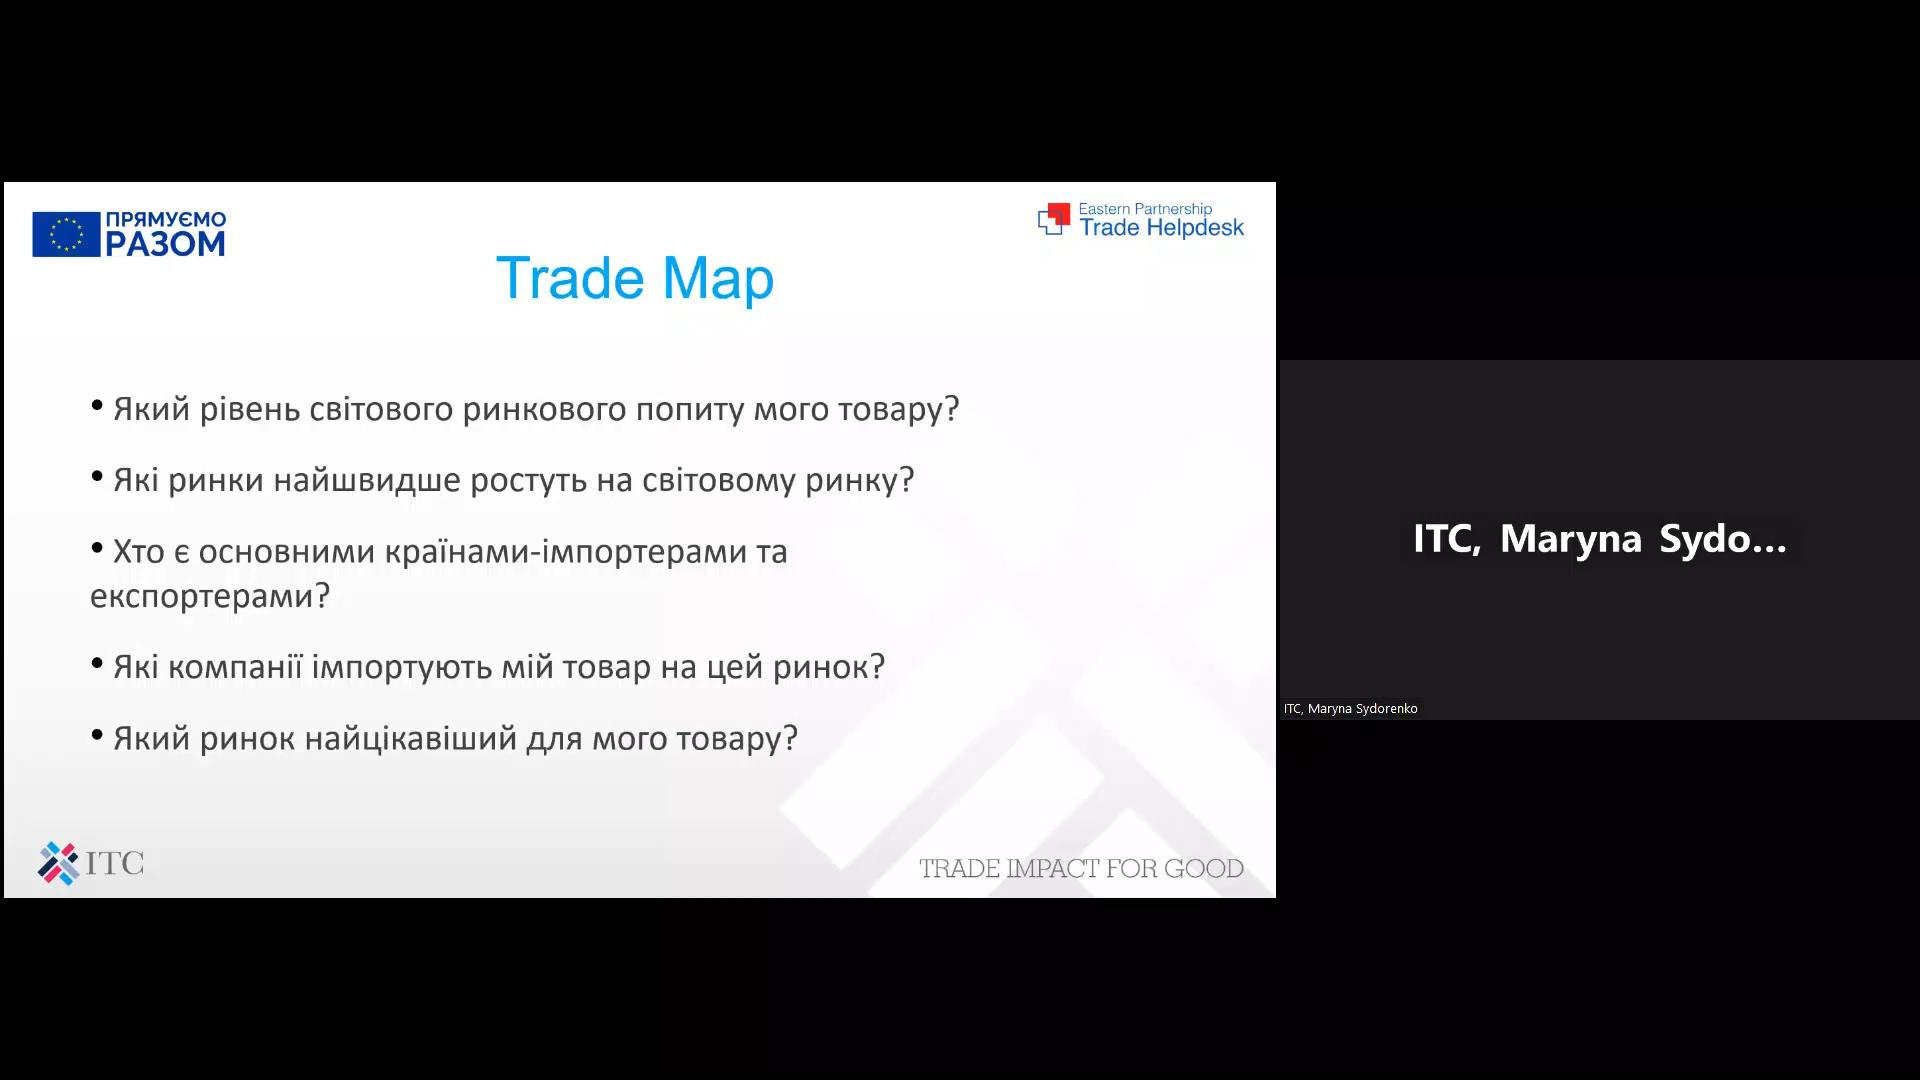 ПРЯМУЄМО
РАЗОМ
Eastern Partnership
Trade Helpdesk
Trade Map
• Який рівень світового ринкового попиту мого товару?
• Які ринки найшвидше ростуть на світовому ринку?
• Хто є основними країнами-імпортерами та
експортерами?
• Які компанії імпортують мій товар на цей ринок?
• Який ринок найцікавіший для мого товару?
ITC
TRADE IMPACT FOR GOOD
ITC, Maryna Sydo...
ITC, Maryna Sydorenko